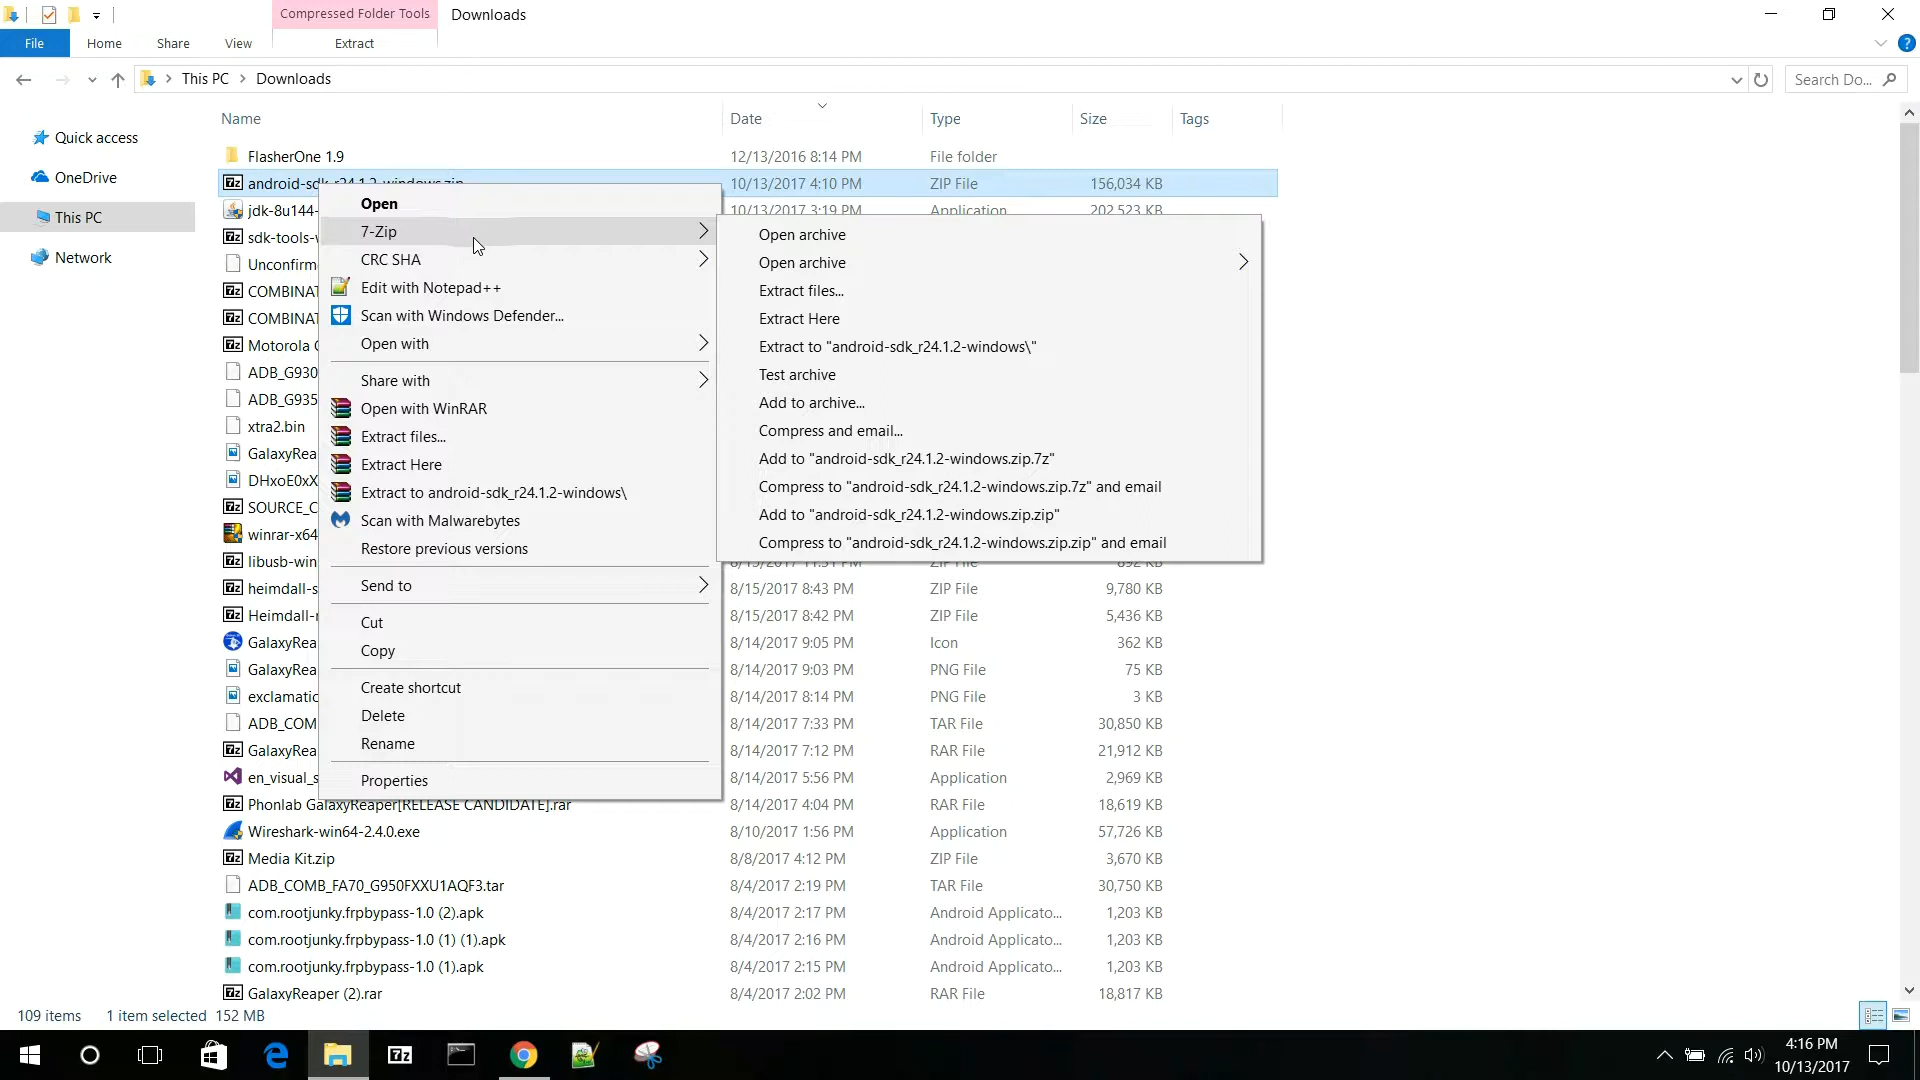 Compressed Folder Tools
Downloads
File
Home
Share
View
Extract
This PC
Downloads
Search Do...
Quick access
OneDrive
This PC
Network
Name
Date
Type
Size
Tags
FlasherOne 1.9
12/13/2016 8:14 PM
File folder
android-sdk_r24.1.2-windows.zip
10/13/2017 4:10 PM
ZIP File
156,034 KB
jdk-8u144-
10/13/2017 3:19 PM
Application
202,523 KB
sdk-tools-
Unconfirm
COMBINAT
COMBINAT
Motorola
ADB_G930
ADB_G935
xtra2.bin
GalaxyRea
DHxoE0xX
SOURCE_C
winrar-x64
libusb-win
ZIP File
892 KB
heimdall-s
8/15/2017 8:43 PM
ZIP File
9,780 KB
Heimdall-
8/15/2017 8:42 PM
ZIP File
5,436 KB
GalaxyRea
8/14/2017 9:05 PM
Icon
362 KB
GalaxyRea
8/14/2017 9:03 PM
PNG File
75 KB
exclamatic
8/14/2017 8:14 PM
PNG File
3 KB
ADB_COM
8/14/2017 7:33 PM
TAR File
30,850 KB
GalaxyRea
8/14/2017 7:12 PM
RAR File
21,912 KB
en_visual_s
8/14/2017 5:56 PM
Application
2,969 KB
Phonlab GalaxyReaper[RELEASE CANDIDATE].rar
8/14/2017 4:04 PM
RAR File
18,619 KB
Wireshark-win64-2.4.0.exe
8/10/2017 1:56 PM
Application
57,726 KB
Media Kit.zip
8/8/2017 4:12 PM
ZIP File
3,670 KB
ADB_COMB_FA70_G950FXXU1AQF3.tar
8/4/2017 2:19 PM
TAR File
30,750 KB
com.rootjunky.frpbypass-1.0 (2).apk
8/4/2017 2:17 PM
Android Applicato...
1,203 KB
com.rootjunky.frpbypass-1.0 (1) (1).apk
8/4/2017 2:16 PM
Android Applicato...
1,203 KB
com.rootjunky.frpbypass-1.0 (1).apk
8/4/2017 2:15 PM
Android Applicato...
1,203 KB
GalaxyReaper (2).rar
8/4/2017 2:02 PM
RAR File
18,817 KB
Open
7-Zip
CRC SHA
Edit with Notepad++
Scan with Windows Defender...
Open with
Share with
Open with WinRAR
Extract files...
Extract Here
Extract to android-sdk_r24.1.2-windows\
Scan with Malwarebytes
Restore previous versions
Send to
Cut
Copy
Create shortcut
Delete
Rename
Properties
Open archive
Open archive
Extract files...
Extract Here
Extract to "android-sdk_r24.1.2-windows\"
Test archive
Add to archive...
Compress and email...
Add to "android-sdk_r24.1.2-windows.zip.7z"
Compress to "android-sdk_r24.1.2-windows.zip.7z" and email
Add to "android-sdk_r24.1.2-windows.zip.zip"
Compress to "android-sdk_r24.1.2-windows.zip.zip" and email
109 items
1 item selected 152 MB
4:16 PM
10/13/2017